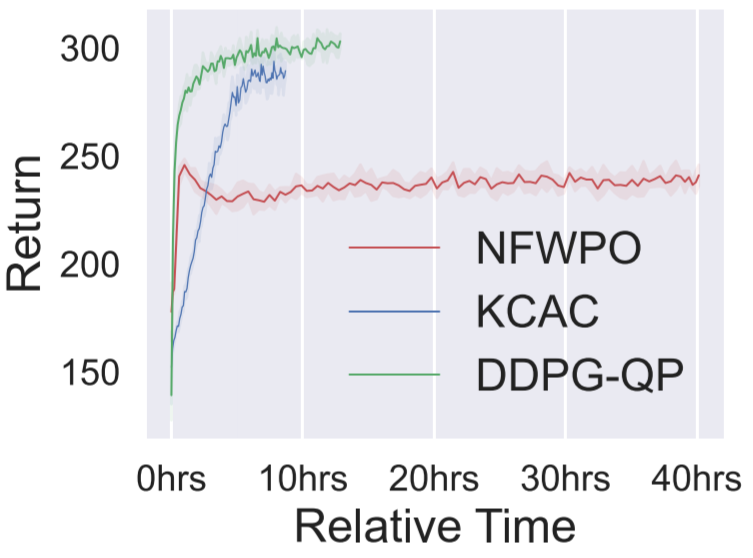 300
250
200
150
Return
NFWPO
KCAC
DDPG-QP
0hrs 10hrs 20hrs 30hrs 40hrs
Relative Time